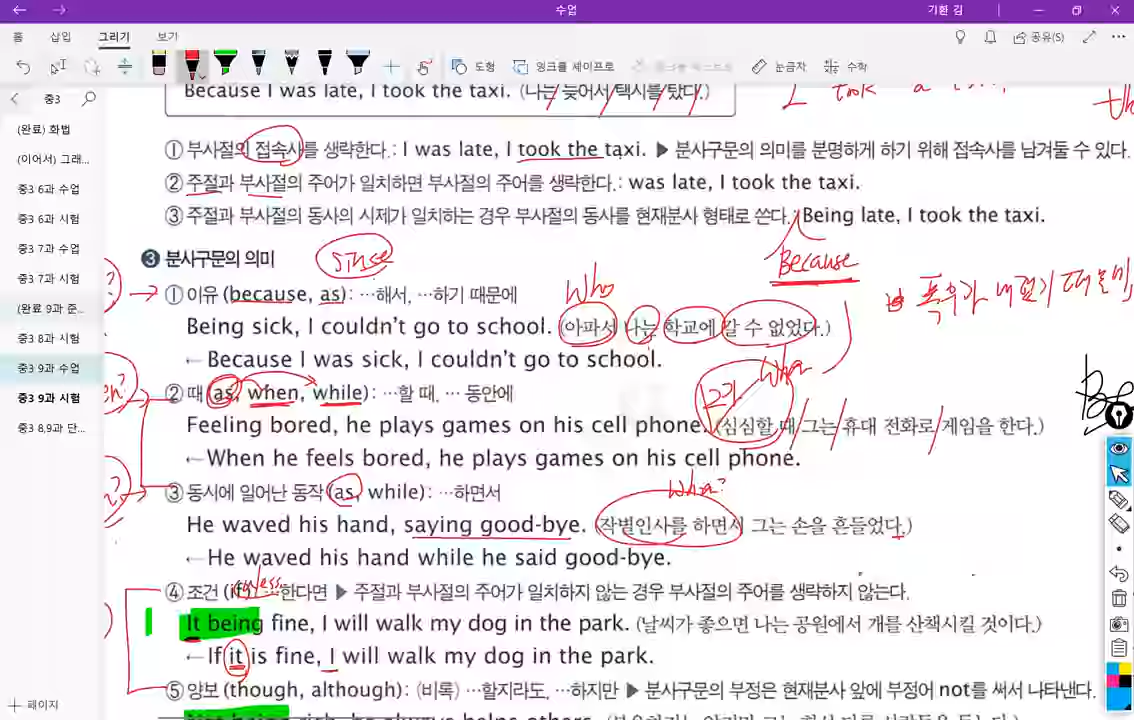 수업
기환 김
홈 삽입 그리기 보기
공유(S)
도형 잉크를 셰이프로 눈금자 수학
중3
(완료) 화법
(이어서) 그래...
중3 6과 수업
중3 6과 시험
중3 7과 수업
중3 7과 시험
(완료 9과 준...
중3 8과 시험
중3 9과 수업
중3 9과 시험
중3 8,9과 단...
페이지
Because I was late, I took the taxi. (나는 늦어서 택시를 탔다.)
① 부사절의 접속사를 생략한다.: I was late, I took the taxi. ▶ 분사구문의 의미를 분명하게 하기 위해 접속사를 남겨둘 수 있다.
② 주절과 부사절의 주어가 일치하면 부사절의 주어를 생략한다.: was late, I took the taxi.
③ 주절과 부사절의 동사의 시제가 일치하는 경우 부사절의 동사를 현재분사 형태로 쓴다. Being late, I took the taxi.
Because
❸ 분사구문의 의미
since
① 이유 (because, as): …해서, …하기 때문에
Who
Being sick, I couldn't go to school. (아파서 나는 학교에 갈 수 없었다.)
← Because I was sick, I couldn't go to school.
② 때 (as, when, while): …할 때, … 동안에
Feeling bored, he plays games on his cell phone. (심심할 때 그는 휴대 전화로 게임을 한다.)
← When he feels bored, he plays games on his cell phone.
③ 동시에 일어난 동작 (as, while): …하면서
He waved his hand, saying good-bye. (작별인사를 하면서 그는 손을 흔들었다.)
← He waved his hand while he said good-bye.
④ 조건 (if): …한다면 ▶ 주절과 부사절의 주어가 일치하지 않는 경우 부사절의 주어를 생략하지 않는다.
It being fine, I will walk my dog in the park. (날씨가 좋으면 나는 공원에서 개를 산책시킬 것이다.)
← If it is fine, I will walk my dog in the park.
⑤ 양보 (though, although): (비록) …할지라도, …하지만 ▶ 분사구문의 부정은 현재분사 앞에 부정어 not를 써서 나타낸다.